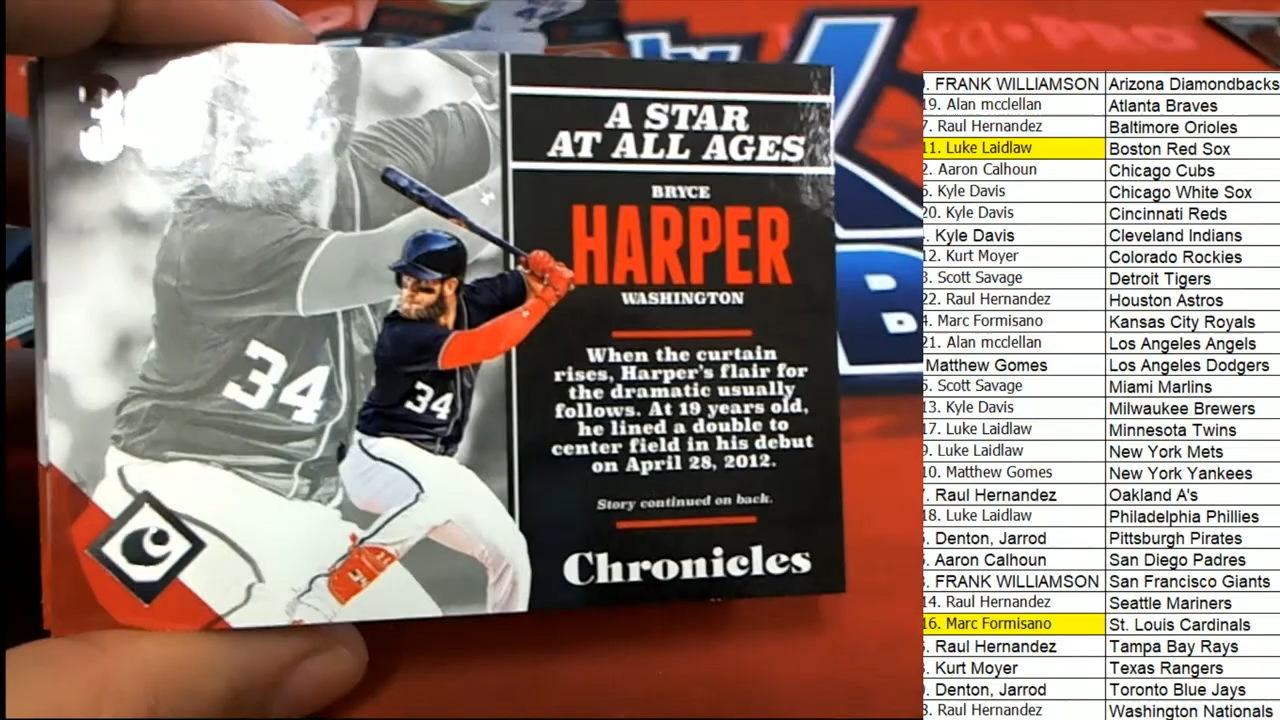 A STAR
AT ALL AGES
BRYCE
HARPER
WASHINGTON
When the curtain
rises, Harper's flair for
the dramatic usually
follows. At 19 years old,
he lined a double to
center field in his debut
on April 28, 2012.
Story continued on back.
Chronicles
34
34
C
. FRANK WILLIAMSON Arizona Diamondbacks
19. Alan mcclellan Atlanta Braves
7. Raul Hernandez Baltimore Orioles
11. Luke Laidlaw Boston Red Sox
2. Aaron Calhoun Chicago Cubs
Kyle Davis Chicago White Sox
20. Kyle Davis Cincinnati Reds
. Kyle Davis Cleveland Indians
12. Kurt Moyer Colorado Rockies
3. Scott Savage Detroit Tigers
22. Raul Hernandez Houston Astros
4. Marc Formisano Kansas City Royals
21. Alan mcclellan Los Angeles Angels
Matthew Gomes Los Angeles Dodgers
Scott Savage Miami Marlins
13. Kyle Davis Milwaukee Brewers
17. Luke Laidlaw Minnesota Twins
9. Luke Laidlaw New York Mets
10. Matthew Gomes New York Yankees
Raul Hernandez Oakland A's
18. Luke Laidlaw Philadelphia Phillies
Denton, Jarrod Pittsburgh Pirates
Aaron Calhoun San Diego Padres
FRANK WILLIAMSON San Francisco Giants
14. Raul Hernandez Seattle Mariners
16. Marc Formisano St. Louis Cardinals
Raul Hernandez Tampa Bay Rays
Kurt Moyer Texas Rangers
Denton, Jarrod Toronto Blue Jays
Raul Hernandez Washington Nationals